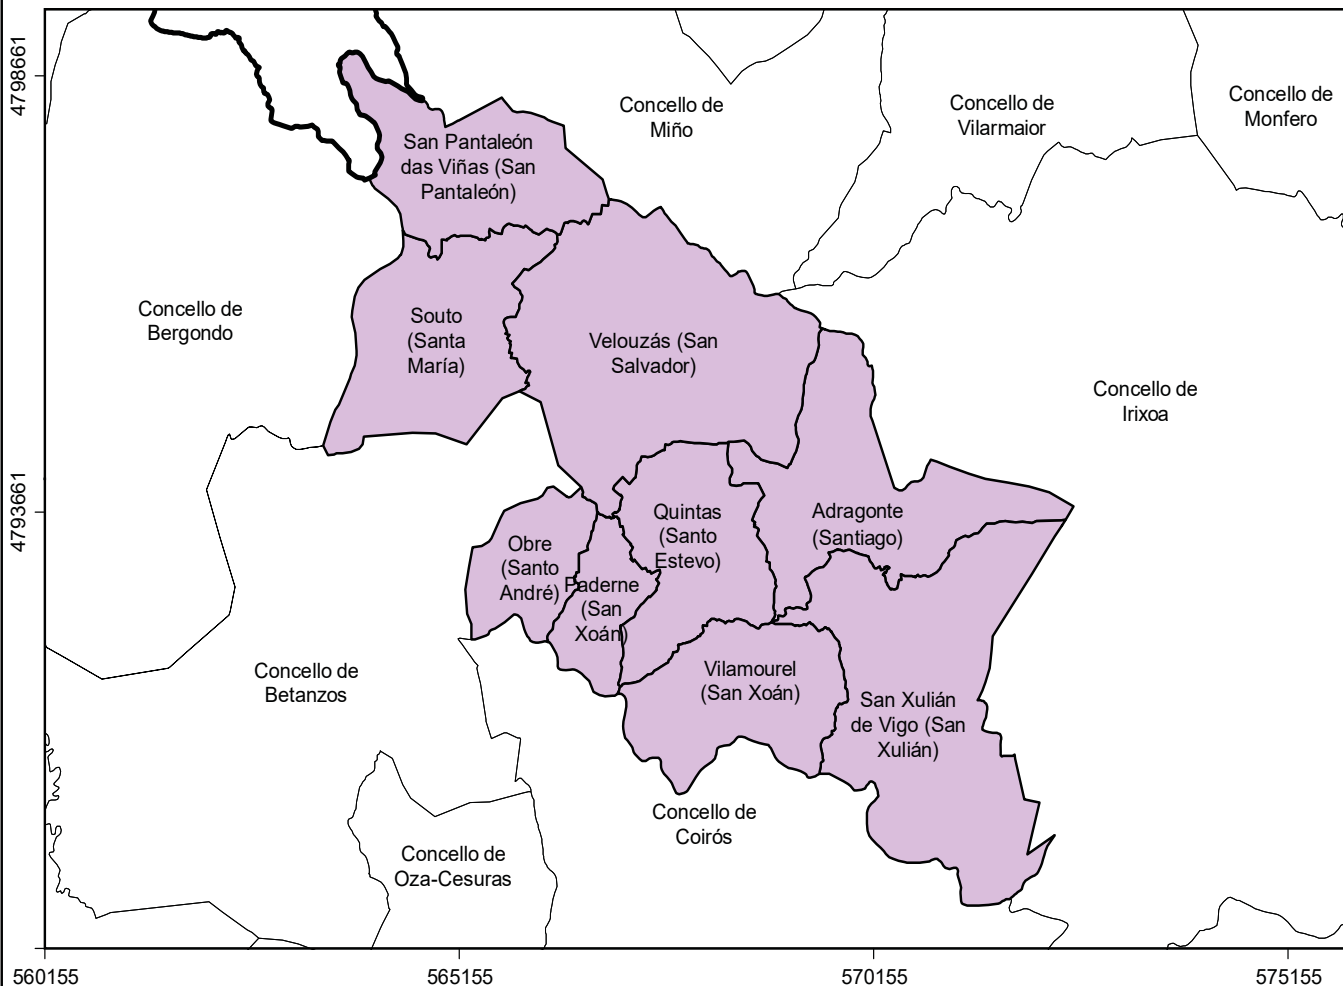 4798661
Concello de
Miño
Concello de
Vilarmaior
Concello de
Monfero
San Pantaleón
das Viñas (San
Pantaleón)
Concello de
Bergondo
Souto
(Santa
María)
Velouzás (San
Salvador)
Concello de
Irixoa
4793661
Quintas
(Santo
Estevo)
Adragonte
(Santiago)
Obre
(Santo
André)
Paderne
(San
Xoán)
Concello de
Betanzos
Vilamourel
(San Xoán)
San Xulián
de Vigo (San
Xulián)
Concello de
Coirós
Concello de
Oza-Cesuras
560155
565155
570155
575155